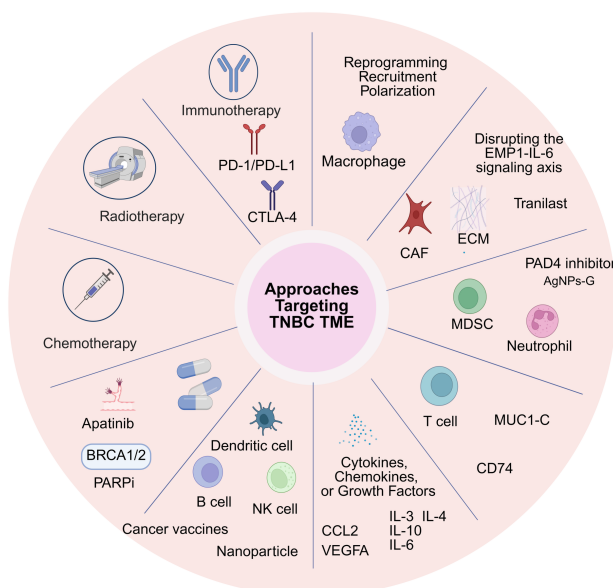 Immunotherapy
PD-1/PD-L1
CTLA-4
Reprogramming
Recruitment
Polarization
Macrophage
Disrupting the
EMP1-IL-6
signaling axis
Tranilast
CAF
ECM
PAD4 inhibitor
AgNPs-G
MDSC
Neutrophil
T cell
MUC1-C
CD74
Cytokines,
Chemokines,
or Growth Factors
IL-3 IL-4
CCL2
IL-10
VEGFA
IL-6
Dendritic cell
B cell
NK cell
Cancer vaccines
Nanoparticle
Apatinib
BRCA1/2
PARPi
Chemotherapy
Radiotherapy
Approaches
Targeting
TNBC TME